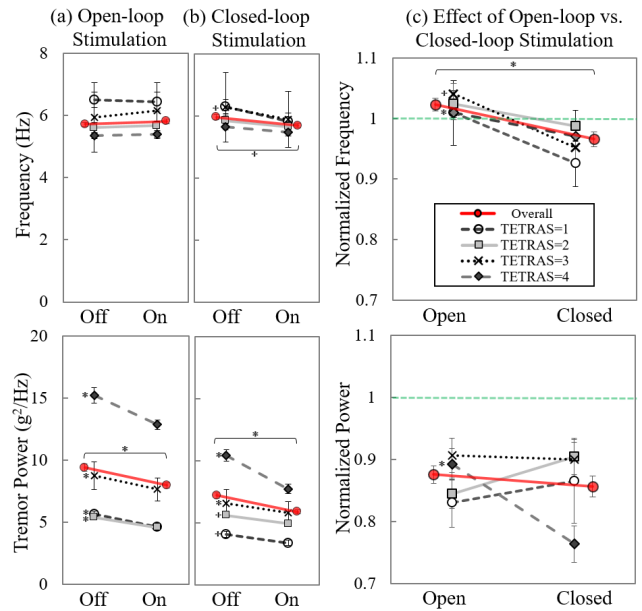 (a) Open-loop
Stimulation
(b) Closed-loop
Stimulation
(c) Effect of Open-loop vs.
Closed-loop Stimulation
Frequency (Hz)
8
6
4
2
0
+
+
Off
On
Off
On
Normalized Frequency
1.1
1
0.9
0.8
0.7
*
+
*
Overall
TETRAS=1
TETRAS=2
TETRAS=3
TETRAS=4
Open
Closed
Tremor Power (g²/Hz)
20
15
10
5
0
*
*
*
*
*
Off
On
*
*
*
+
+
Off
On
Normalized Power
1.1
1
0.9
0.8
0.7
*
Open
Closed